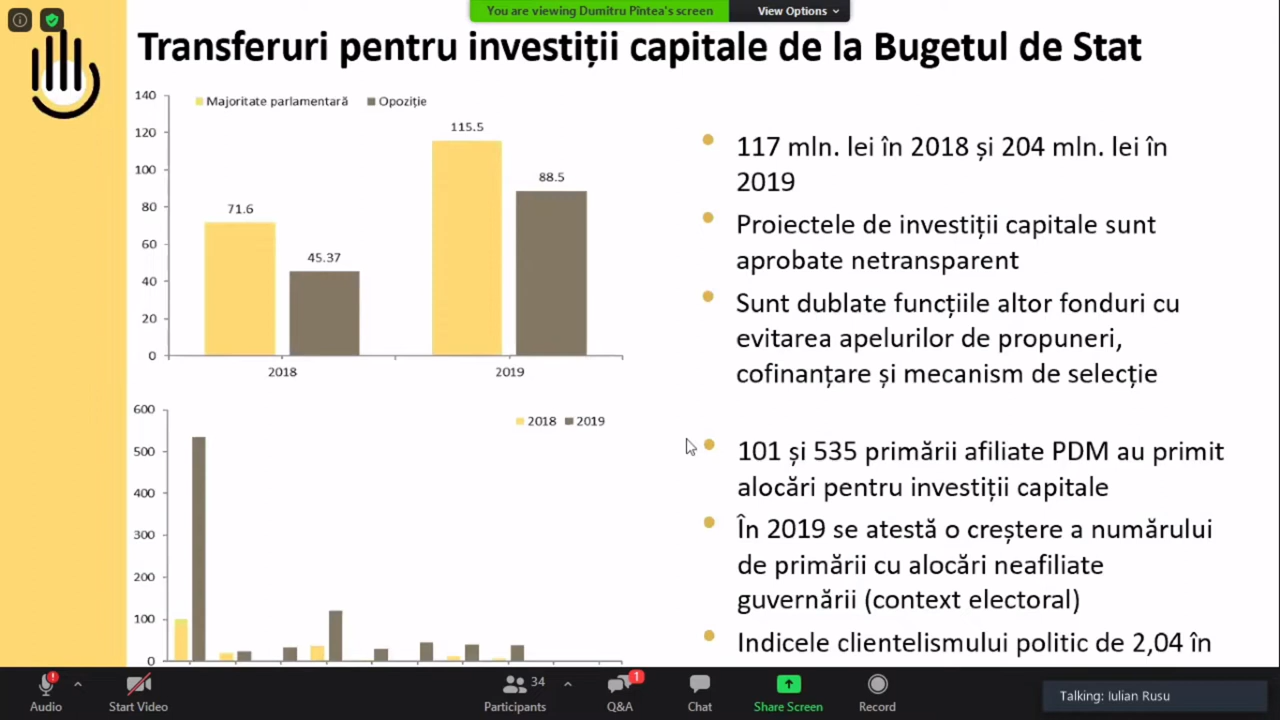 You are viewing Dumitru Pîntea's screen
View Options
Transferuri pentru investiții capitale de la Bugetul de Stat
Majoritate parlamentară
Opoziție
140
120
100
80
60
40
20
0
71.6
45.37
115.5
88.5
2018
2019
117 mln. lei în 2018 și 204 mln. lei în
2019
Proiectele de investiții capitale sunt
aprobate netransparent
Sunt dublate funcțiile altor fonduri cu
evitarea apelurilor de propuneri,
cofinanțare și mecanism de selecție
2018
2019
600
500
400
300
200
100
0
101 și 535 primării afiliate PDM au primit
alocări pentru investiții capitale
În 2019 se atestă o creștere a numărului
de primării cu alocări neafiliate
guvernării (context electoral)
Indicele clientelismului politic de 2,04 în
Audio
Start Video
34
Participants
1
Q&A
Chat
Share Screen
Record
Talking: Iulian Rusu